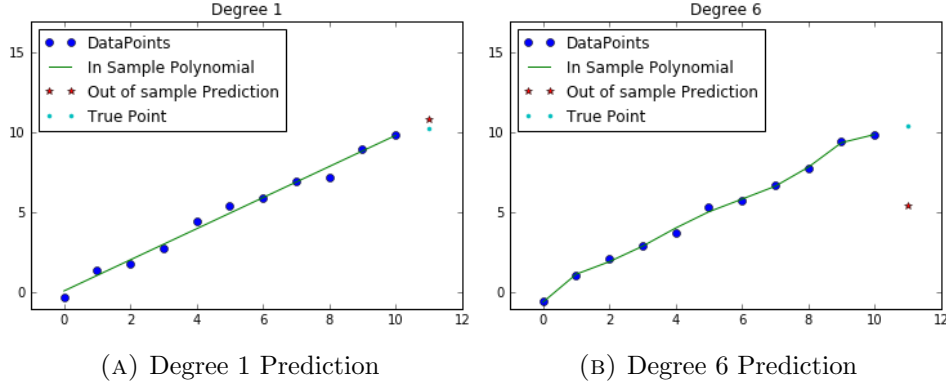 Degree 1
15
10
5
0
DataPoints
In Sample Polynomial
Out of sample Prediction
True Point
0 2 4 6 8 10 12
(A) Degree 1 Prediction
Degree 6
15
10
5
0
DataPoints
In Sample Polynomial
Out of sample Prediction
True Point
0 2 4 6 8 10 12
(B) Degree 6 Prediction